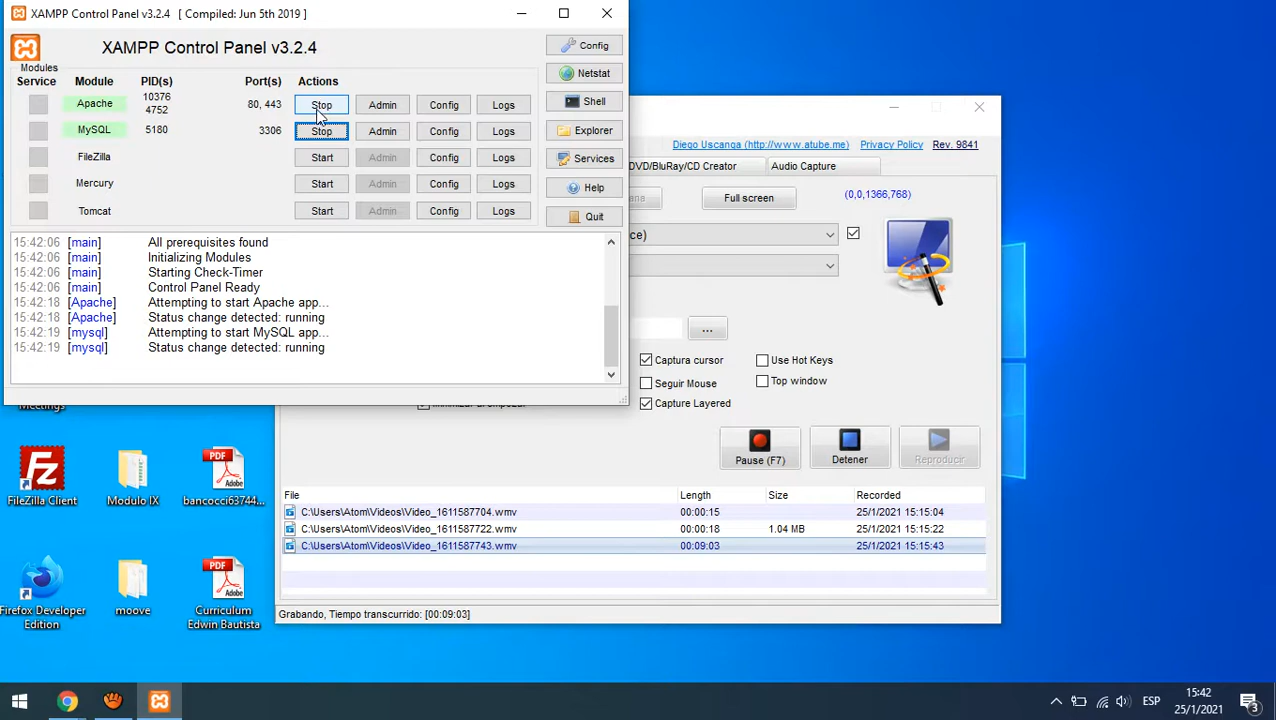 XAMPP Control Panel v3.2.4 [ Compiled: Jun 5th 2019 ]
XAMPP Control Panel v3.2.4
Config
Modules
Service Module PID(s) Port(s) Actions
Netstat
Apache 10376 4752 80, 443 Stop Admin Config Logs
Shell
MySQL 5180 3306 Stop Admin Config Logs
Explorer
FileZilla Start Admin Config Logs
Services
Mercury Start Admin Config Logs
Help
Tomcat Start Admin Config Logs
Quit
15:42:06 [main] All prerequisites found
15:42:06 [main] Initializing Modules
15:42:06 [main] Starting Check-Timer
15:42:06 [main] Control Panel Ready
15:42:18 [Apache] Attempting to start Apache app...
15:42:18 [Apache] Status change detected: running
15:42:19 [mysql] Attempting to start MySQL app...
15:42:19 [mysql] Status change detected: running
Diego Uscanga (http://www.atube.me) Privacy Policy Rev. 9841
DVD/BluRay/CD Creator Audio Capture
Full screen (0,0,1366,768)
...
Captura cursor Use Hot Keys
Seguir Mouse Top window
Capture Layered
Pause (F7) Detener Reproducir
File Length Size Recorded
C:\Users\Atom\Videos\Video_1611587704.wmv 00:00:15 25/1/2021 15:15:04
C:\Users\Atom\Videos\Video_1611587722.wmv 00:00:18 1.04 MB 25/1/2021 15:15:22
C:\Users\Atom\Videos\Video_1611587743.wmv 00:09:03 25/1/2021 15:15:43
Grabando, Tiempo transcurrido: [00:09:03]
Meetings
FileZilla Client
Modulo IX
PDF
bancocci63744...
Firefox Developer
Edition
moove
PDF
Curriculum
Edwin Bautista
ESP
15:42
25/1/2021
3